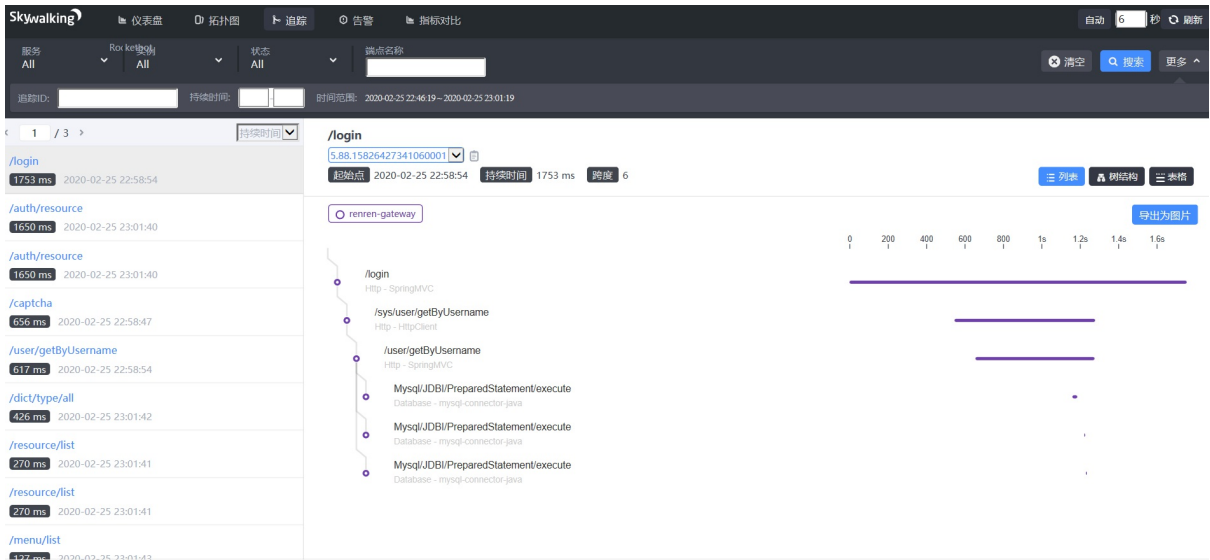 Skywalking
仪表盘
拓扑图
追踪
告警
指标对比
自动 6 秒 刷新
Rocketbot
服务 All
实例 All
状态 All
端点名称
清空
搜索
更多
追踪ID:
持续时间: -
时间范围: 2020-02-25 22:46:19 ~ 2020-02-25 23:01:19
1 / 3
持续时间
/login
1753 ms 2020-02-25 22:58:54
/auth/resource
1650 ms 2020-02-25 23:01:40
/auth/resource
1650 ms 2020-02-25 23:01:40
/captcha
656 ms 2020-02-25 22:58:47
/user/getByUsername
617 ms 2020-02-25 22:58:54
/dict/type/all
426 ms 2020-02-25 23:01:42
/resource/list
270 ms 2020-02-25 23:01:41
/resource/list
270 ms 2020-02-25 23:01:41
/menu/list
127 ms 2020-02-25 23:01:43
/login
5.88.15826427341060001
起始点 2020-02-25 22:58:54 持续时间 1753 ms 跨度 6
列表 树结构 表格
renren-gateway
导出为图片
0 200 400 600 800 1s 1.2s 1.4s 1.6s
/login
Http - SpringMVC
/sys/user/getByUsername
Http - HttpClient
/user/getByUsername
Http - SpringMVC
Mysql/JDBI/PreparedStatement/execute
Database - mysql-connector-java
Mysql/JDBI/PreparedStatement/execute
Database - mysql-connector-java
Mysql/JDBI/PreparedStatement/execute
Database - mysql-connector-java